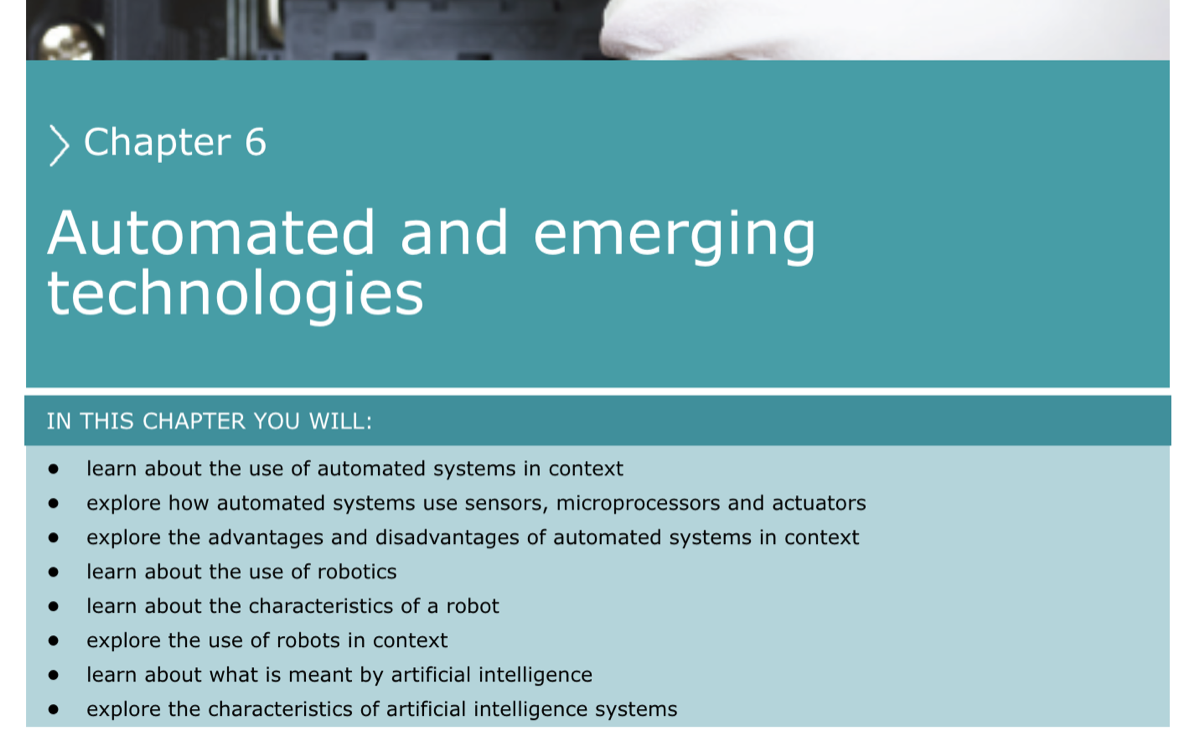 Chapter 6
Automated and emerging
technologies
IN THIS CHAPTER YOU WILL:
• learn about the use of automated systems in context
• explore how automated systems use sensors, microprocessors and actuators
• explore the advantages and disadvantages of automated systems in context
• learn about the use of robotics
• learn about the characteristics of a robot
• explore the use of robots in context
• learn about what is meant by artificial intelligence
• explore the characteristics of artificial intelligence systems